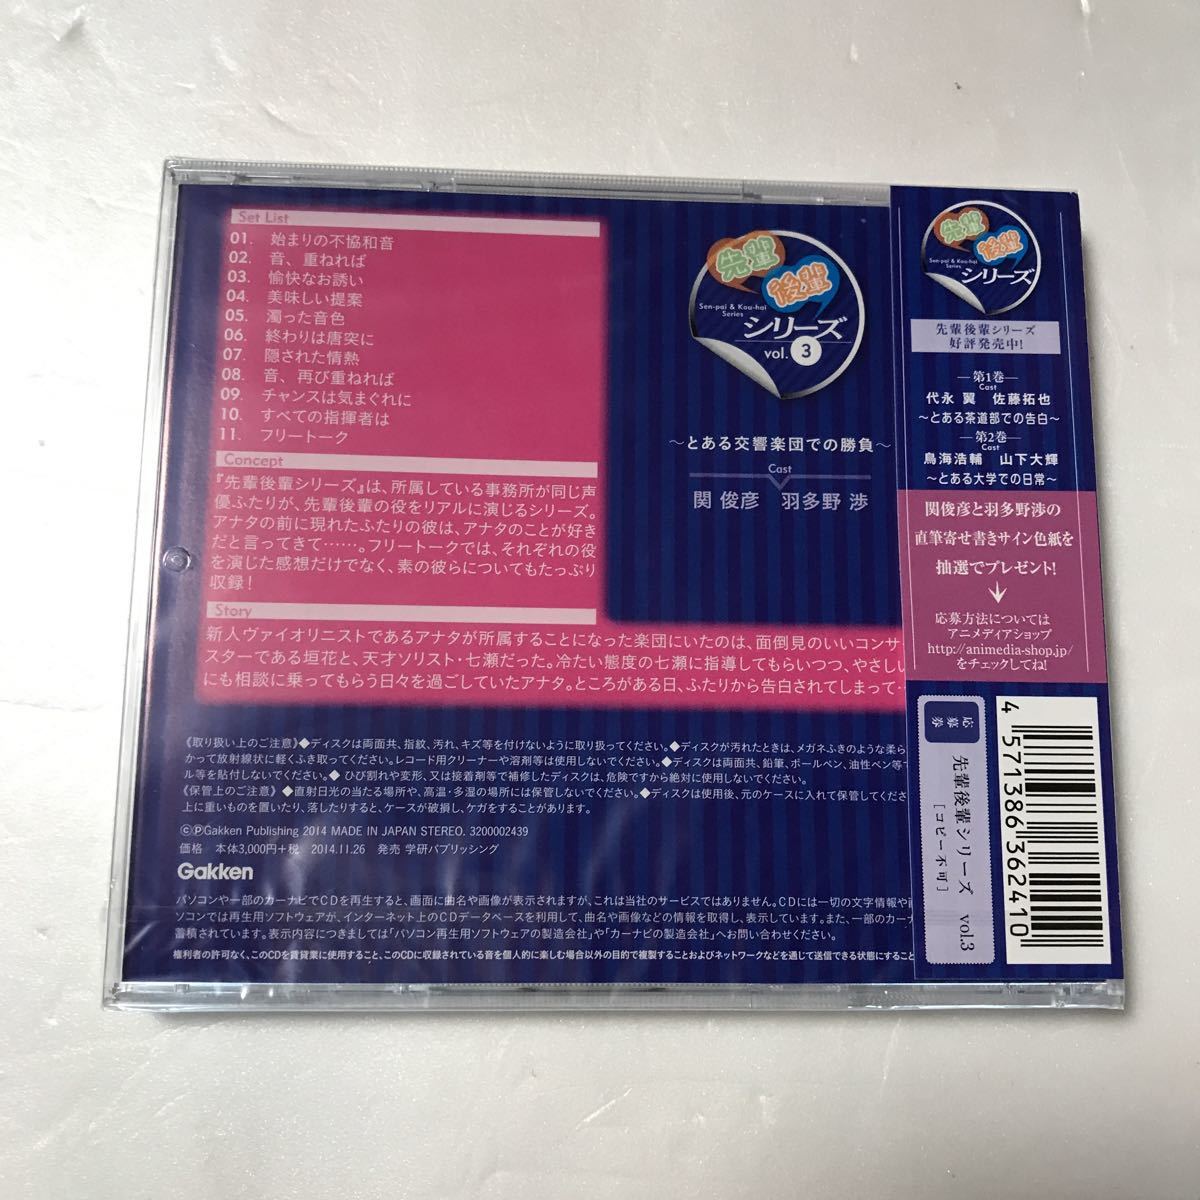 Set List
01. 始まりの不協和音
02. 音、重ねれば
03. 愉快なお誘い
04. 美味しい提案
05. 濁った音色
06. 終わりは唐突に
07. 隠された情熱
08. 音、再び重ねれば
09. チャンスは気まぐれに
10. すべての指揮者は
11. フリートーク
Concept
『先輩後輩シリーズ』は、所属している事務所が同じ声
優ふたりが、先輩後輩の役をリアルに演じるシリーズ。
アナタの前に現れたふたりの彼は、アナタのことが好き
だと言ってきて……。フリートークでは、それぞれの役
を演じた感想だけでなく、素の彼らについてもたっぷり
収録!
Story
新人ヴァイオリニストであるアナタが所属することになった楽団にいたのは、面倒見のいいコンサ
スターである垣花と、天才ソリスト・七瀬だった。冷たい態度の七瀬に指導してもらいつつ、やさしい
にも相談に乗ってもらう日々を過ごしていたアナタ。ところがある日、ふたりから告白されてしまって‥
先輩
後輩
Sen-pai & Kou-hai
Series
シリーズ
vol. 3
〜とある交響楽団での勝負〜
Cast
関 俊彦 羽多野 渉
《取り扱い上のご注意》◆ディスクは両面共、指紋、汚れ、キズ等を付けないように取り扱ってください。◆ディスクが汚れたときは、メガネふきのような柔ら
かって放射線状に軽くふき取ってください。レコード用クリーナーや溶剤等は使用しないでください。◆ディスクは両面共、鉛筆、ボールペン、油性ペン等で
ル等を貼付しないでください。◆ ひび割れや変形、又は接着剤等で補修したディスクは、危険ですから絶対に使用しないでください。
《保管上のご注意》◆直射日光の当たる場所や、高温・多湿の場所には保管しないでください。◆ディスクは使用後、元のケースに入れて保管してくださ
上に重いものを置いたり、落したりすると、ケースが破損し、ケガをすることがあります。
ⒸⓅGakken Publishing 2014 MADE IN JAPAN STEREO. 3200002439
価格 本体3,000円+税 2014.11.26 発売 学研パブリッシング
Gakken
パソコンや一部のカーナビでCDを再生すると、画面に曲名や画像が表示されますが、これは当社のサービスではありません。CDには一切の文字情報や画
ソコンでは再生用ソフトウェアが、インターネット上のCDデータベースを利用して、曲名や画像などの情報を取得し、表示しています。また、一部のカーナ
蓄積されています。表示内容につきましては「パソコン再生用ソフトウェアの製造会社」や「カーナビの製造会社」へお問い合わせください。
権利者の許可なく、このCDを賃貸業に使用すること、このCDに収録されている音を個人的に楽しむ場合以外の目的で複製することおよびネットワークなどを通じて送信できる状態にすること
先輩
後輩
Sen-pai & Kou-hai
Series
シリーズ
先輩後輩シリーズ
好評発売中!
―第1巻―
Cast
代永 翼 佐藤拓也
〜とある茶道部での告白〜
―第2巻―
Cast
鳥海浩輔 山下大輝
〜とある大学での日常〜
関俊彦と羽多野渉の
直筆寄せ書きサイン色紙を
抽選でプレゼント!
応募方法については
アニメディアショップ
http://animedia-shop.jp/
をチェックしてね!
応募券
先輩後輩シリーズ vol.3
[コピー不可]
4 571386 362410